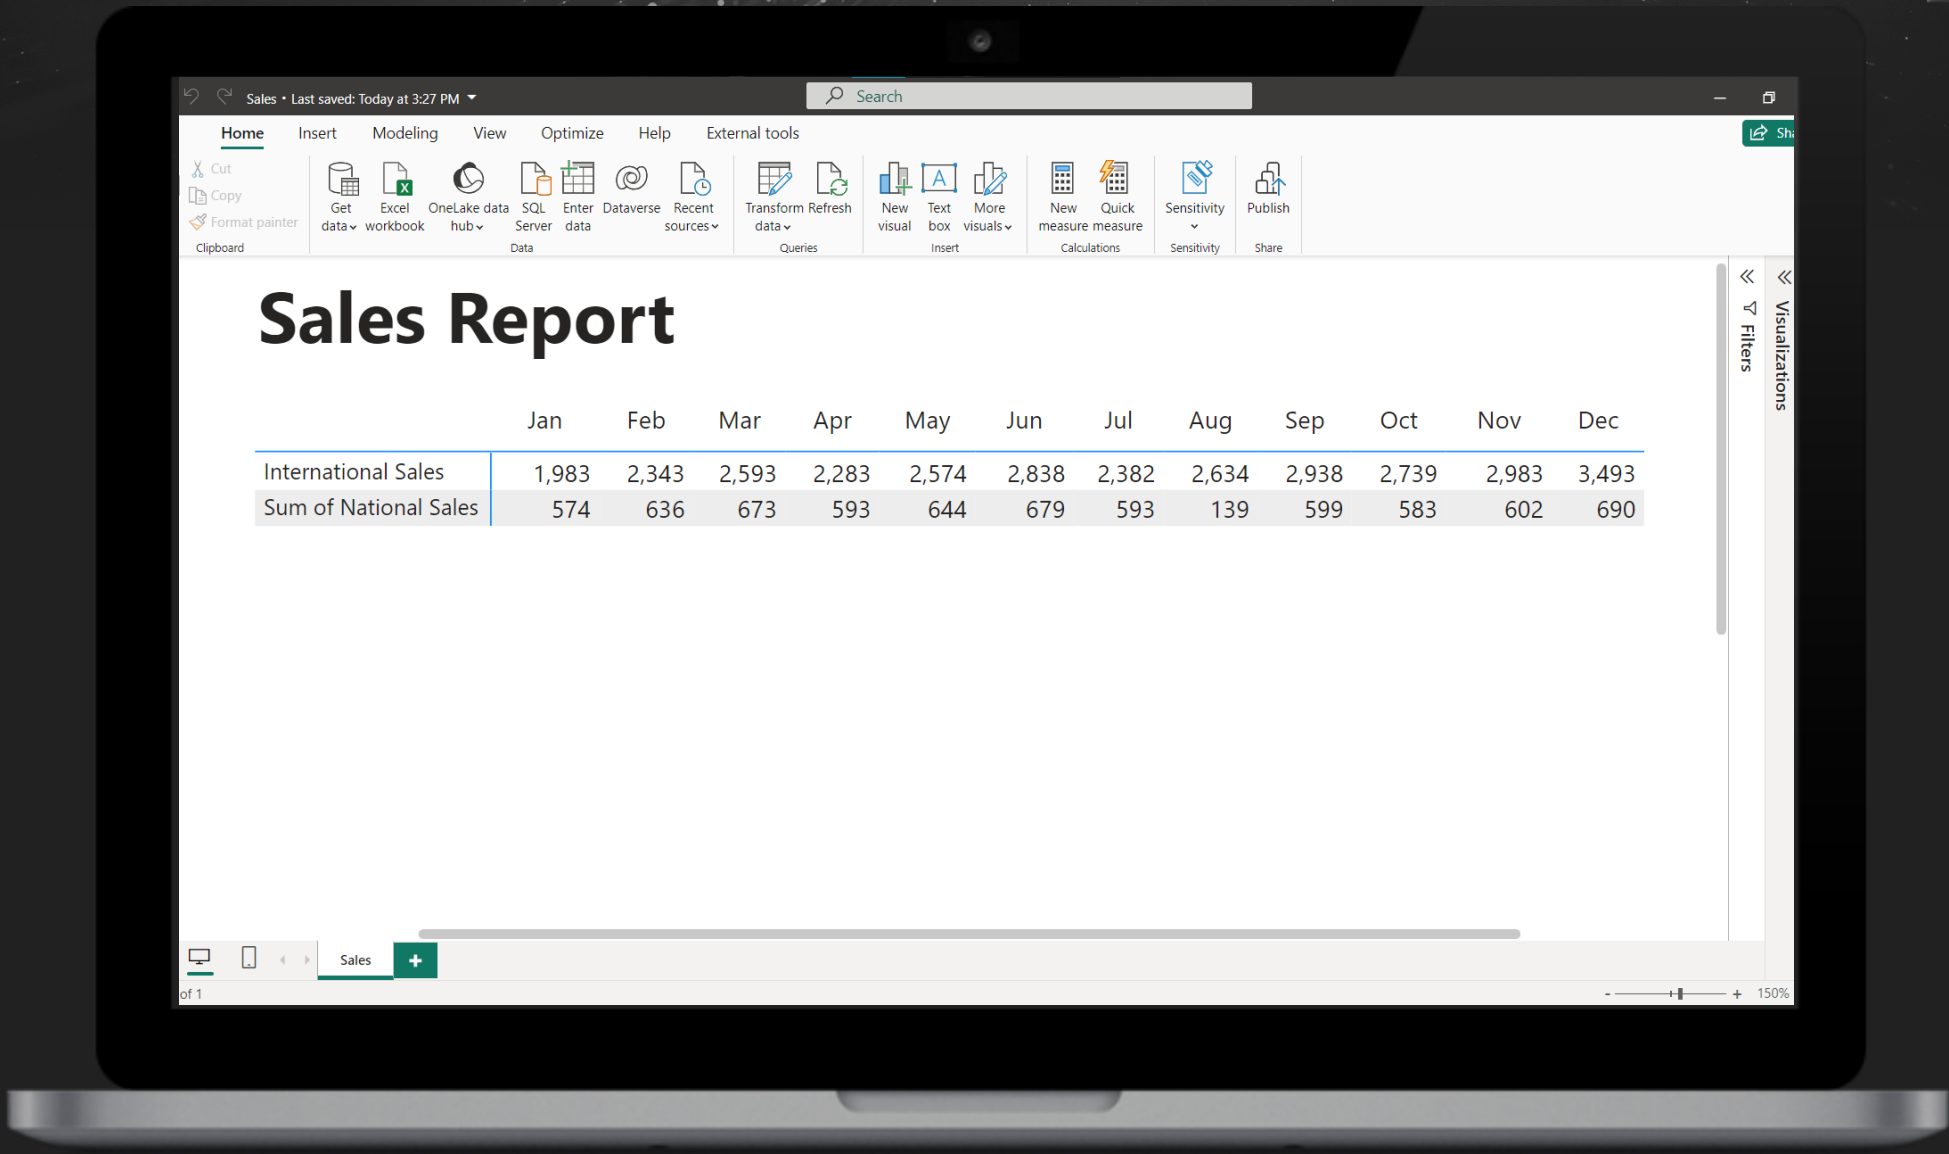 Sales • Last saved: Today at 3:27 PM
Search
Home Insert Modeling View Optimize Help External tools
Sha
Cut
Copy
Format painter
Clipboard
Get data
Excel workbook
OneLake data hub
SQL Server
Enter data
Dataverse
Recent sources
Data
Transform data
Refresh
Queries
New visual
Text box
More visuals
Insert
New measure
Quick measure
Calculations
Sensitivity
Sensitivity
Publish
Share
Sales Report
Jan Feb Mar Apr May Jun Jul Aug Sep Oct Nov Dec
International Sales 1,983 2,343 2,593 2,283 2,574 2,838 2,382 2,634 2,938 2,739 2,983 3,493
Sum of National Sales 574 636 673 593 644 679 593 139 599 583 602 690
Filters
Visualizations
Sales
of 1
- + 150%